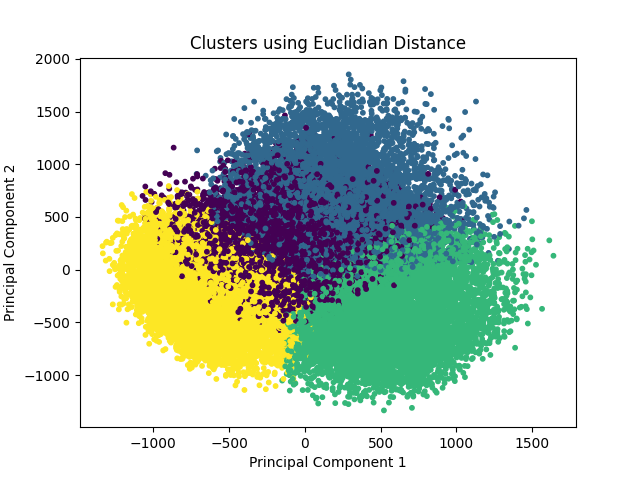 Clusters using Euclidian Distance
2000
1500
1000
500
0
−500
−1000
Principal Component 2
−1000 −500 0 500 1000 1500
Principal Component 1